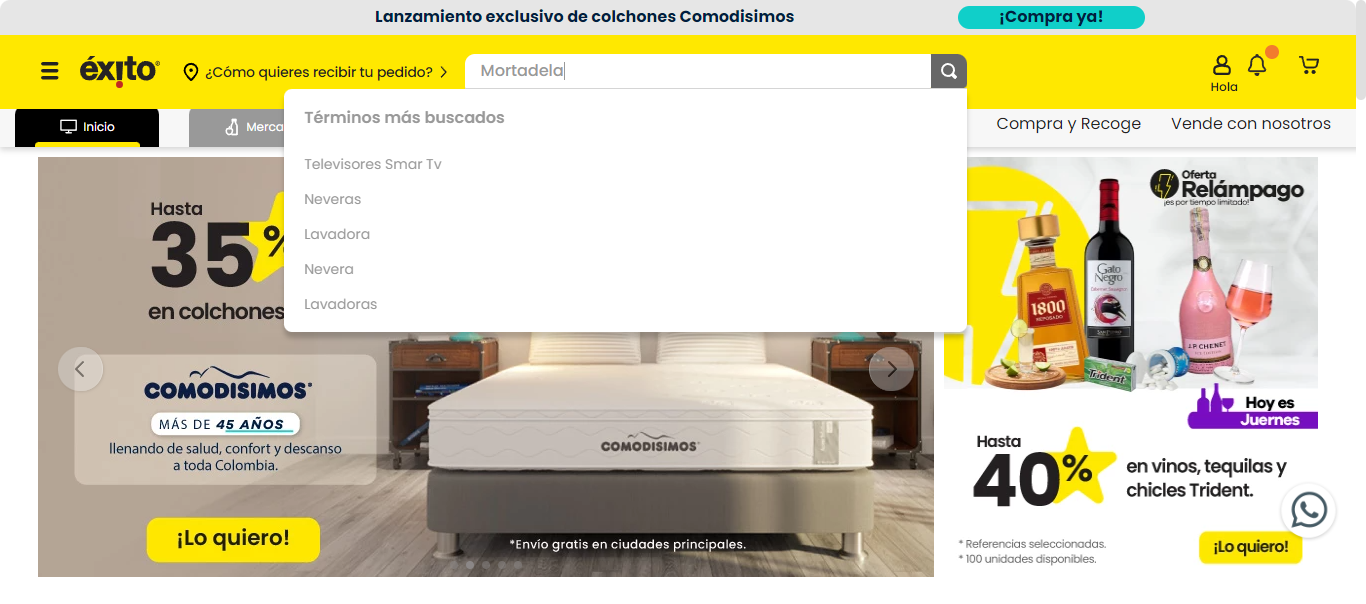 Lanzamiento exclusivo de colchones Comodisimos
¡Compra ya!
éxito
¿Cómo quieres recibir tu pedido?
Mortadela
Hola
Inicio
Merca
Compra y Recoge
Vende con nosotros
Términos más buscados
Televisores Smar Tv
Neveras
Lavadora
Nevera
Lavadoras
Hasta
35%
en colchones
COMODISIMOS
MÁS DE 45 AÑOS
llenando de salud, confort y descanso
a toda Colombia.
¡Lo quiero!
COMODISIMOS
*Envío gratis en ciudades principales.
Oferta
Relámpago
¡es por tiempo limitado!
Gato
Negro
1800
REPOSADO
J.P. CHENET
Trident
Hoy es
Juernes
Hasta
40%
en vinos, tequilas y
chicles Trident.
* Referencias seleccionadas.
* 100 unidades disponibles.
¡Lo quiero!